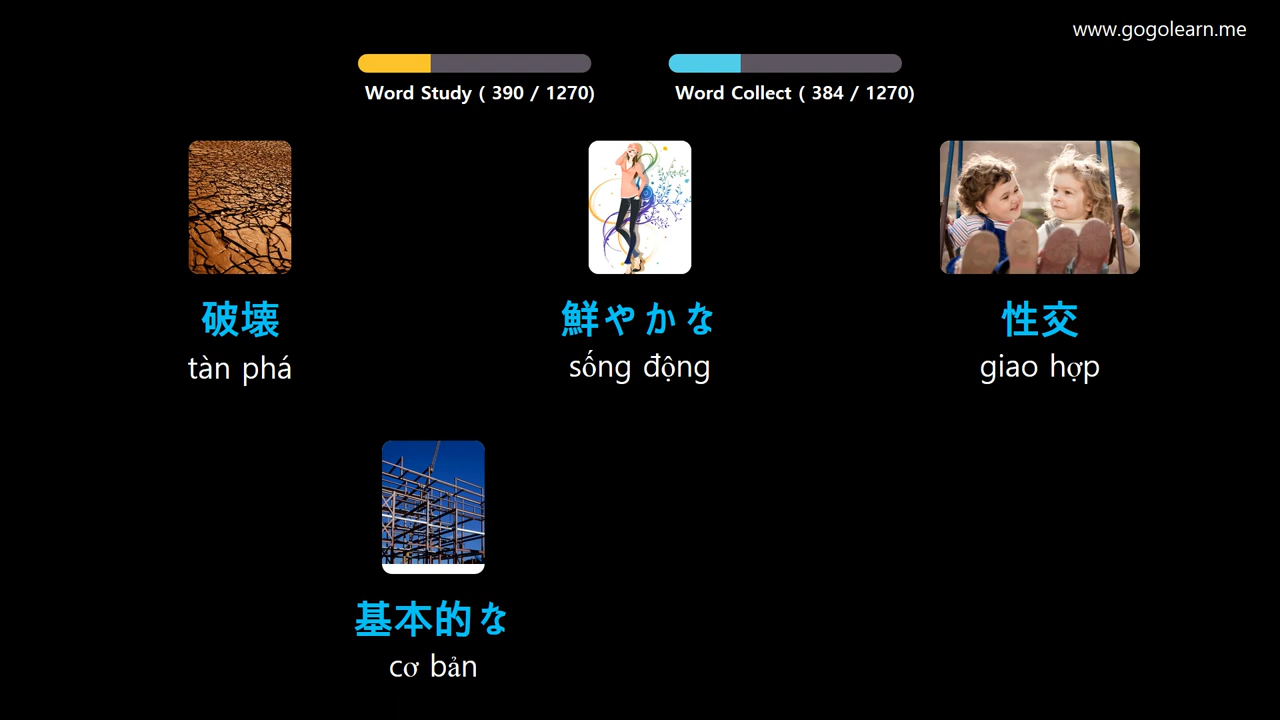 www.gogolearn.me
Word Study ( 390 / 1270)
Word Collect ( 384 / 1270)
破壊
tàn phá
鮮やかな
sống động
性交
giao hợp
基本的な
cơ bản